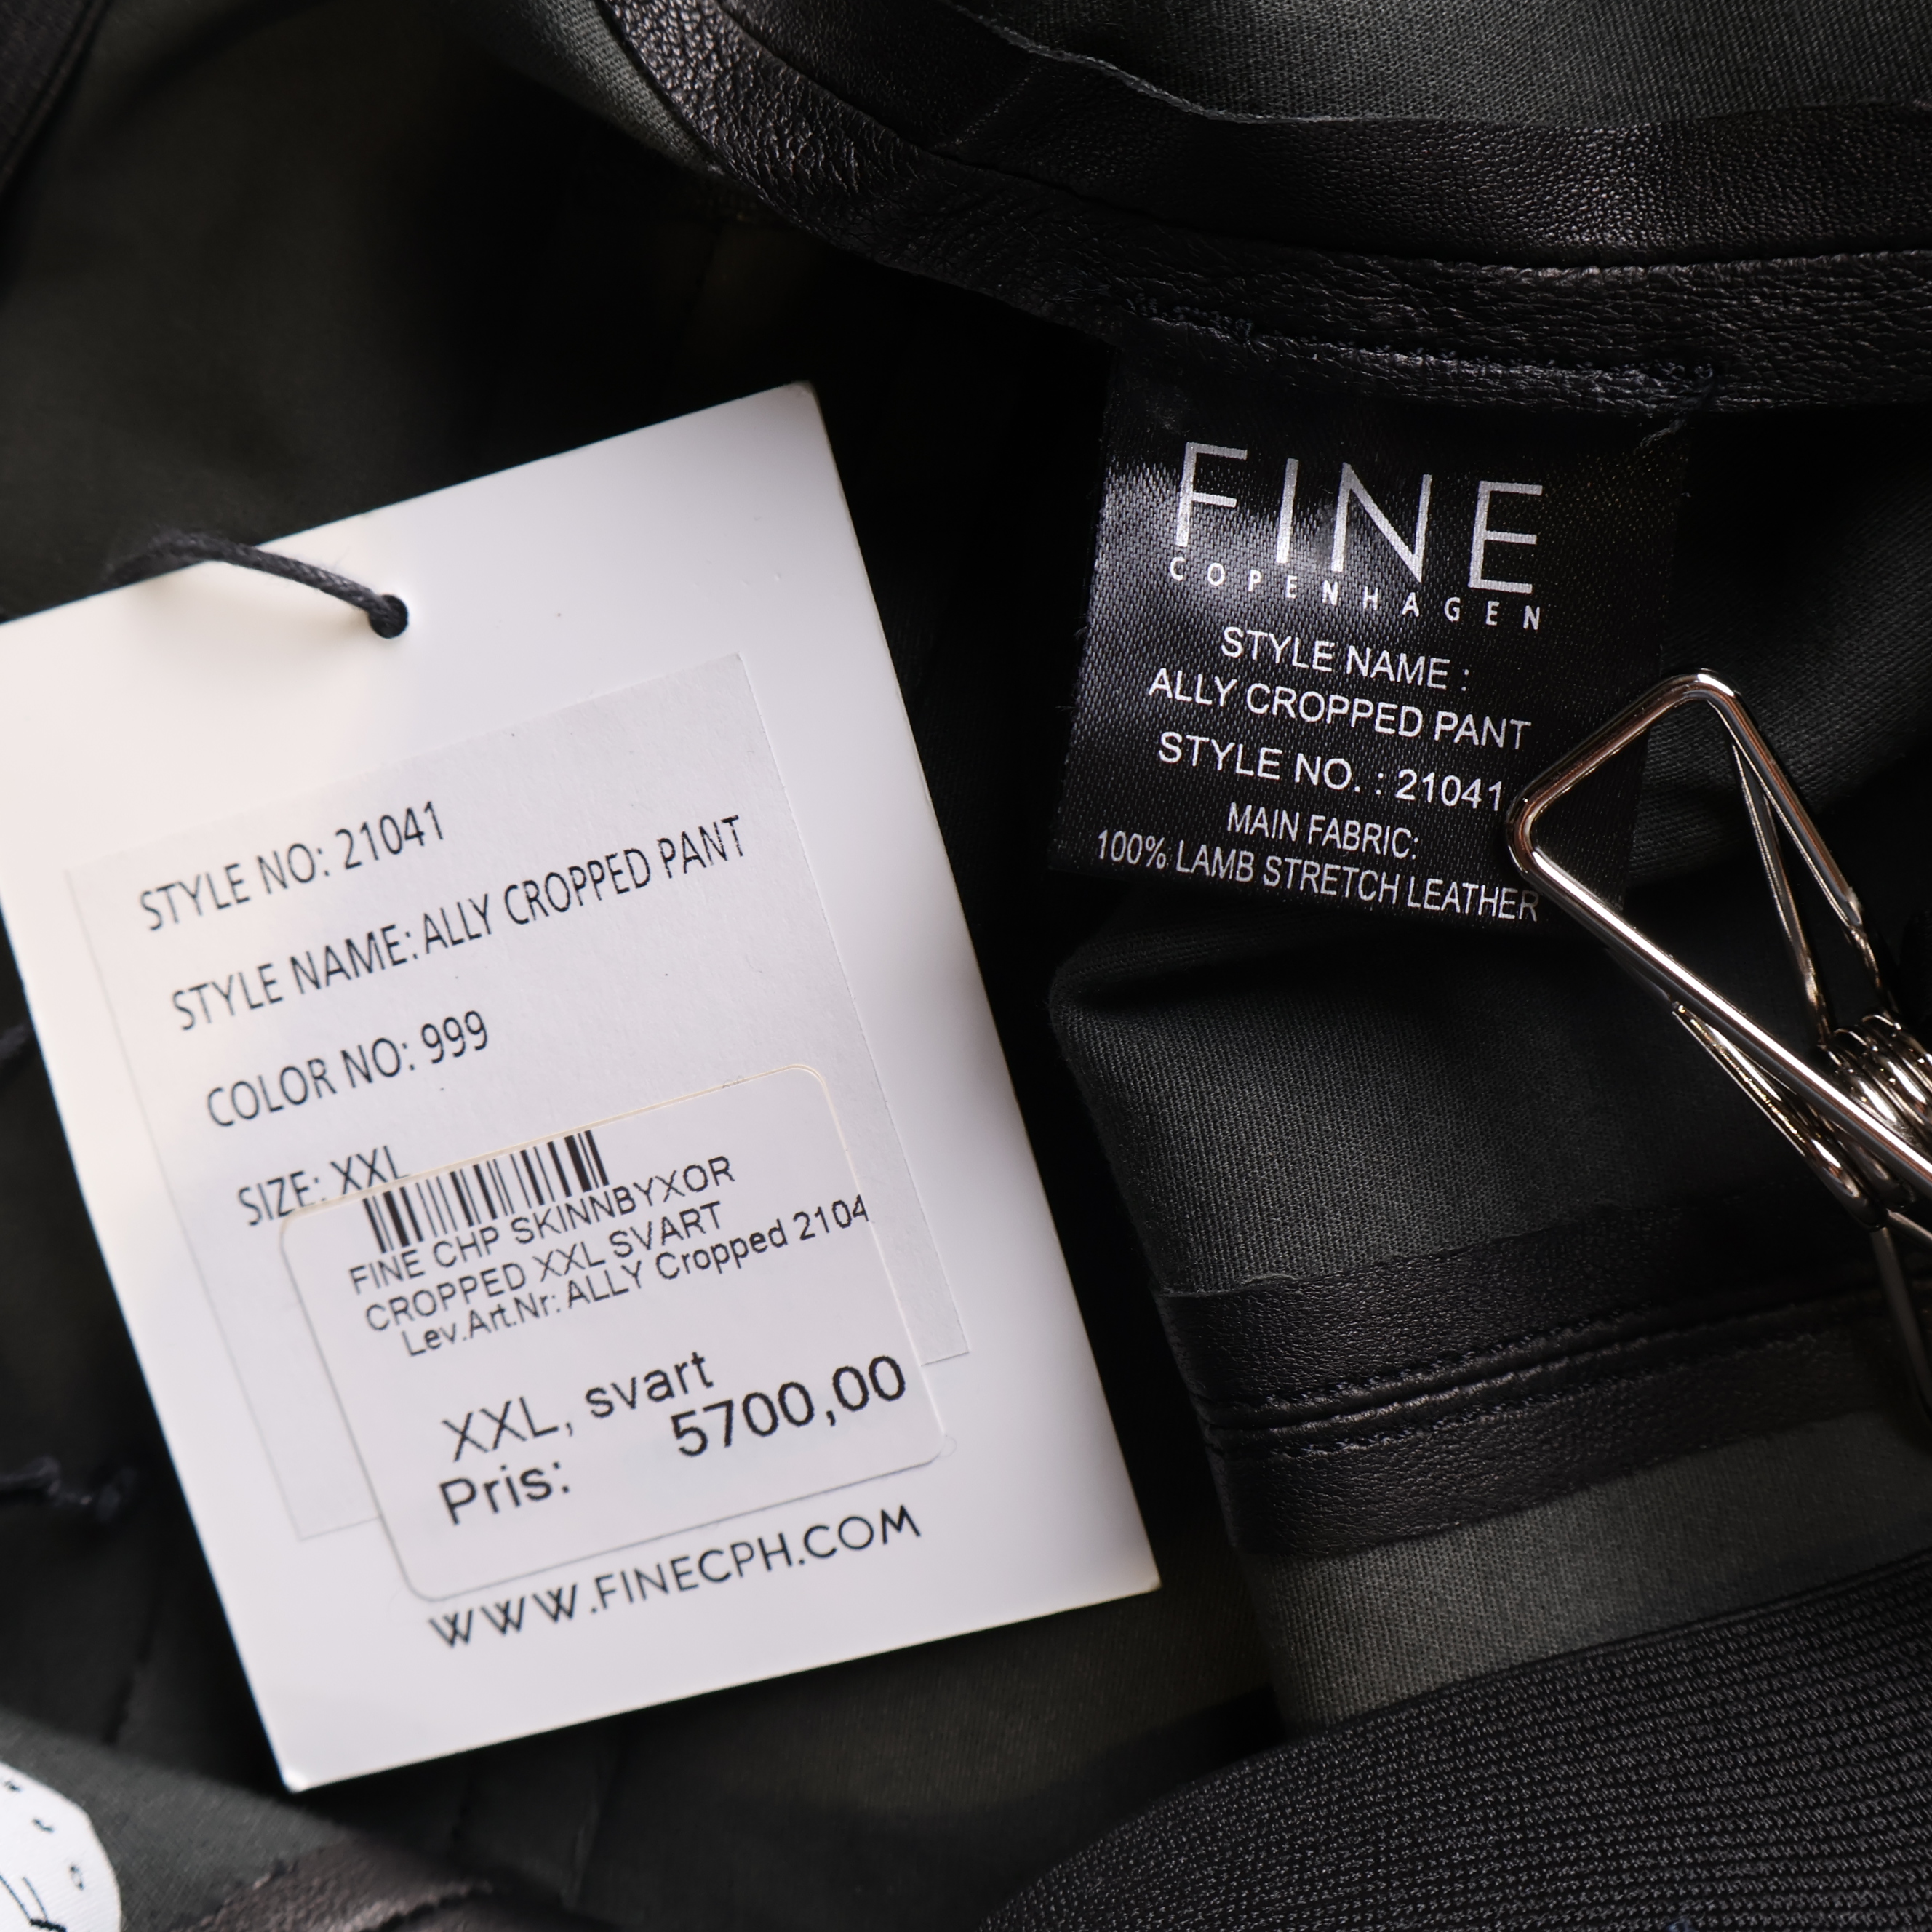 STYLE NO: 21041
STYLE NAME: ALLY CROPPED PANT
COLOR NO: 999
SIZE: XXL
FINE CHP SKINNBYXOR
CROPPED XXL SVART
Lev.Art.Nr: ALLY Cropped 2104
XXL, svart
Pris: 5700,00
WWW.FINECPH.COM
FINE
COPENHAGEN
STYLE NAME :
ALLY CROPPED PANT
STYLE NO. : 21041
MAIN FABRIC:
100% LAMB STRETCH LEATHER